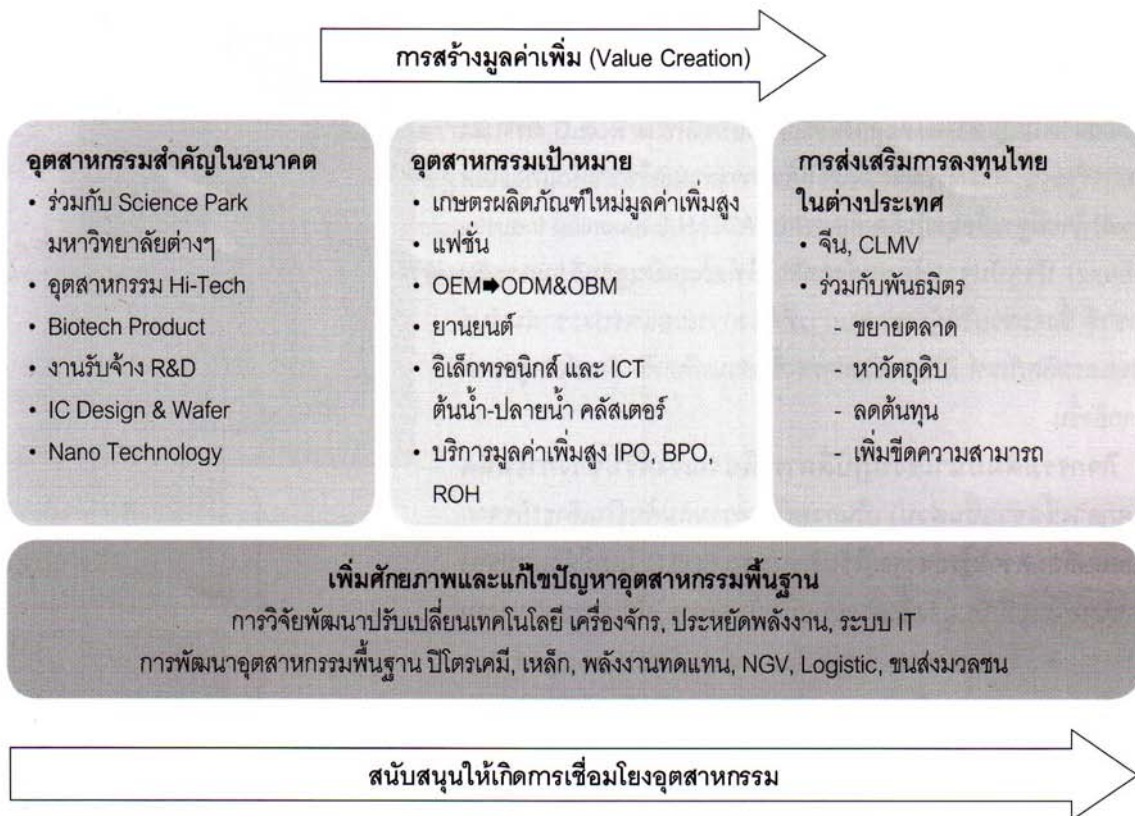 การสร้างมูลค่าเพิ่ม (Value Creation)
อุตสาหกรรมสำคัญในอนาคต
• ร่วมกับ Science Park
มหาวิทยาลัยต่างๆ
• อุตสาหกรรม Hi-Tech
• Biotech Product
• งานรับจ้าง R&D
• IC Design & Wafer
• Nano Technology
อุตสาหกรรมเป้าหมาย
• เกษตรผลิตภัณฑ์ใหม่มูลค่าเพิ่มสูง
• แฟชั่น
• OEM➡ODM&OBM
• ยานยนต์
• อิเล็กทรอนิกส์ และ ICT
ต้นน้ำ-ปลายน้ำ คลัสเตอร์
• บริการมูลค่าเพิ่มสูง IPO, BPO,
ROH
การส่งเสริมการลงทุนไทย
ในต่างประเทศ
• จีน, CLMV
• ร่วมกับพันธมิตร
- ขยายตลาด
- หาวัตถุดิบ
- ลดต้นทุน
- เพิ่มขีดความสามารถ
เพิ่มศักยภาพและแก้ไขปัญหาอุตสาหกรรมพื้นฐาน
การวิจัยพัฒนาปรับเปลี่ยนเทคโนโลยี เครื่องจักร, ประหยัดพลังงาน, ระบบ IT
การพัฒนาอุตสาหกรรมพื้นฐาน ปิโตรเคมี, เหล็ก, พลังงานทดแทน, NGV, Logistic, ขนส่งมวลชน
สนับสนุนให้เกิดการเชื่อมโยงอุตสาหกรรม